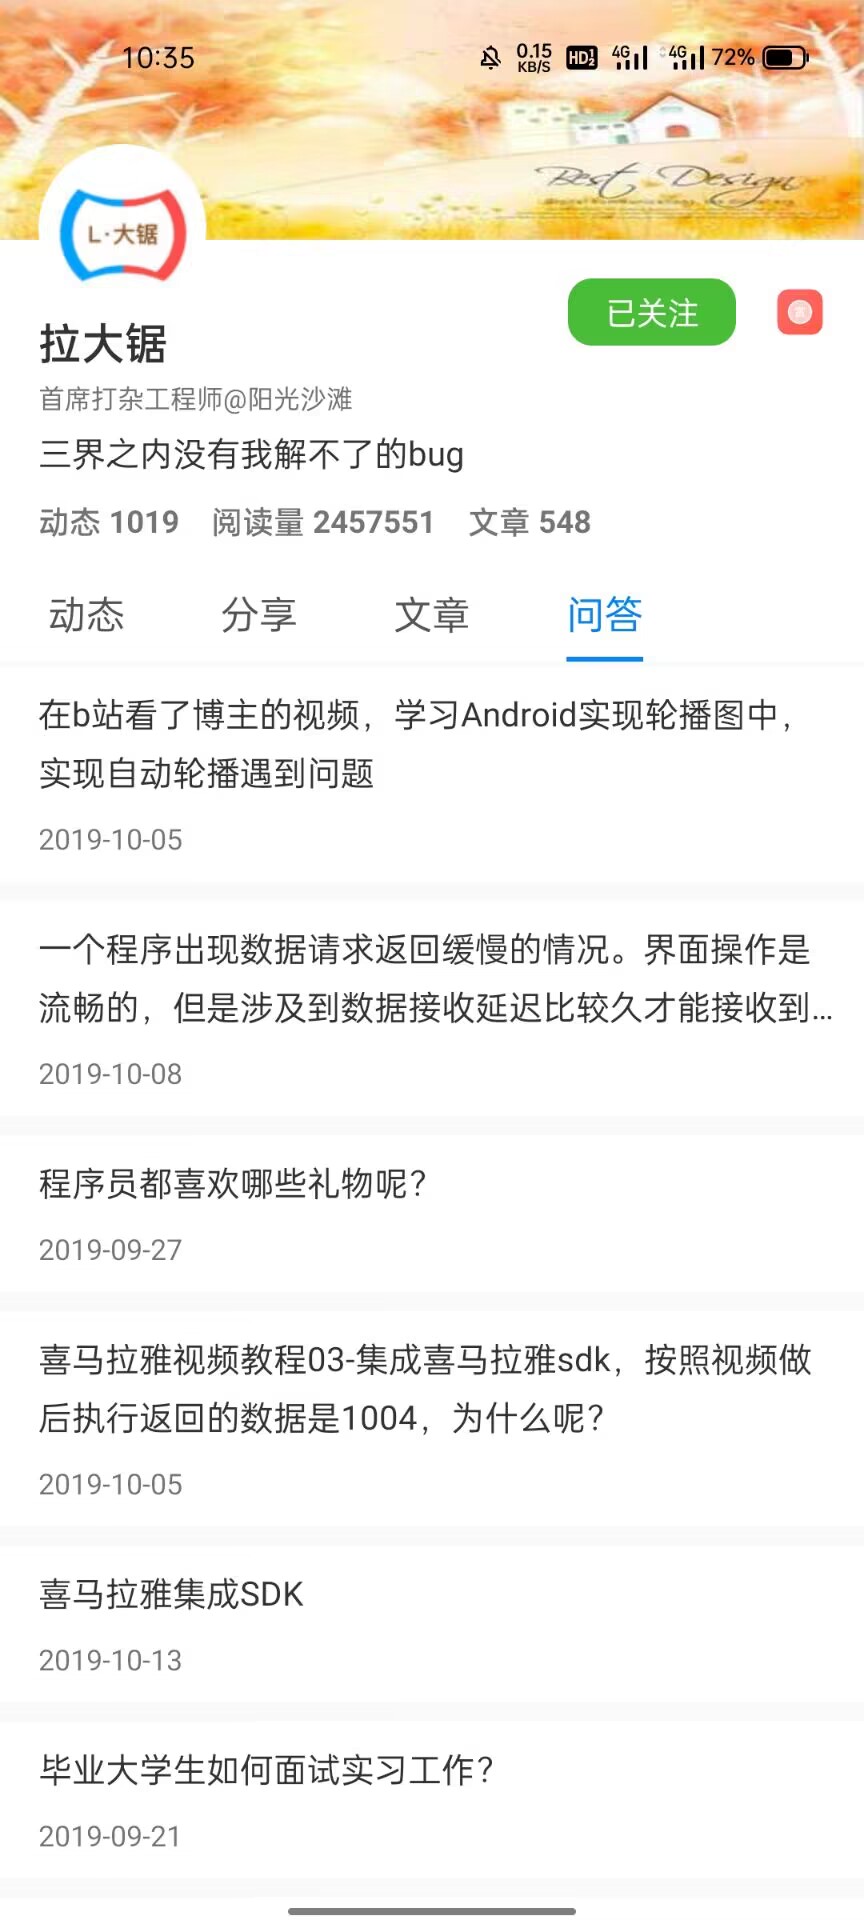 10:35
0.15
KB/S
HD
4G
4G
72%
Best Design
L·大锯
已关注
赏
拉大锯
首席打杂工程师@阳光沙滩
三界之内没有我解不了的bug
动态 1019 阅读量 2457551 文章 548
动态 分享 文章 问答
在b站看了博主的视频，学习Android实现轮播图中，
实现自动轮播遇到问题
2019-10-05
一个程序出现数据请求返回缓慢的情况。界面操作是
流畅的，但是涉及到数据接收延迟比较久才能接收到...
2019-10-08
程序员都喜欢哪些礼物呢？
2019-09-27
喜马拉雅视频教程03-集成喜马拉雅sdk，按照视频做
后执行返回的数据是1004，为什么呢？
2019-10-05
喜马拉雅集成SDK
2019-10-13
毕业大学生如何面试实习工作？
2019-09-21